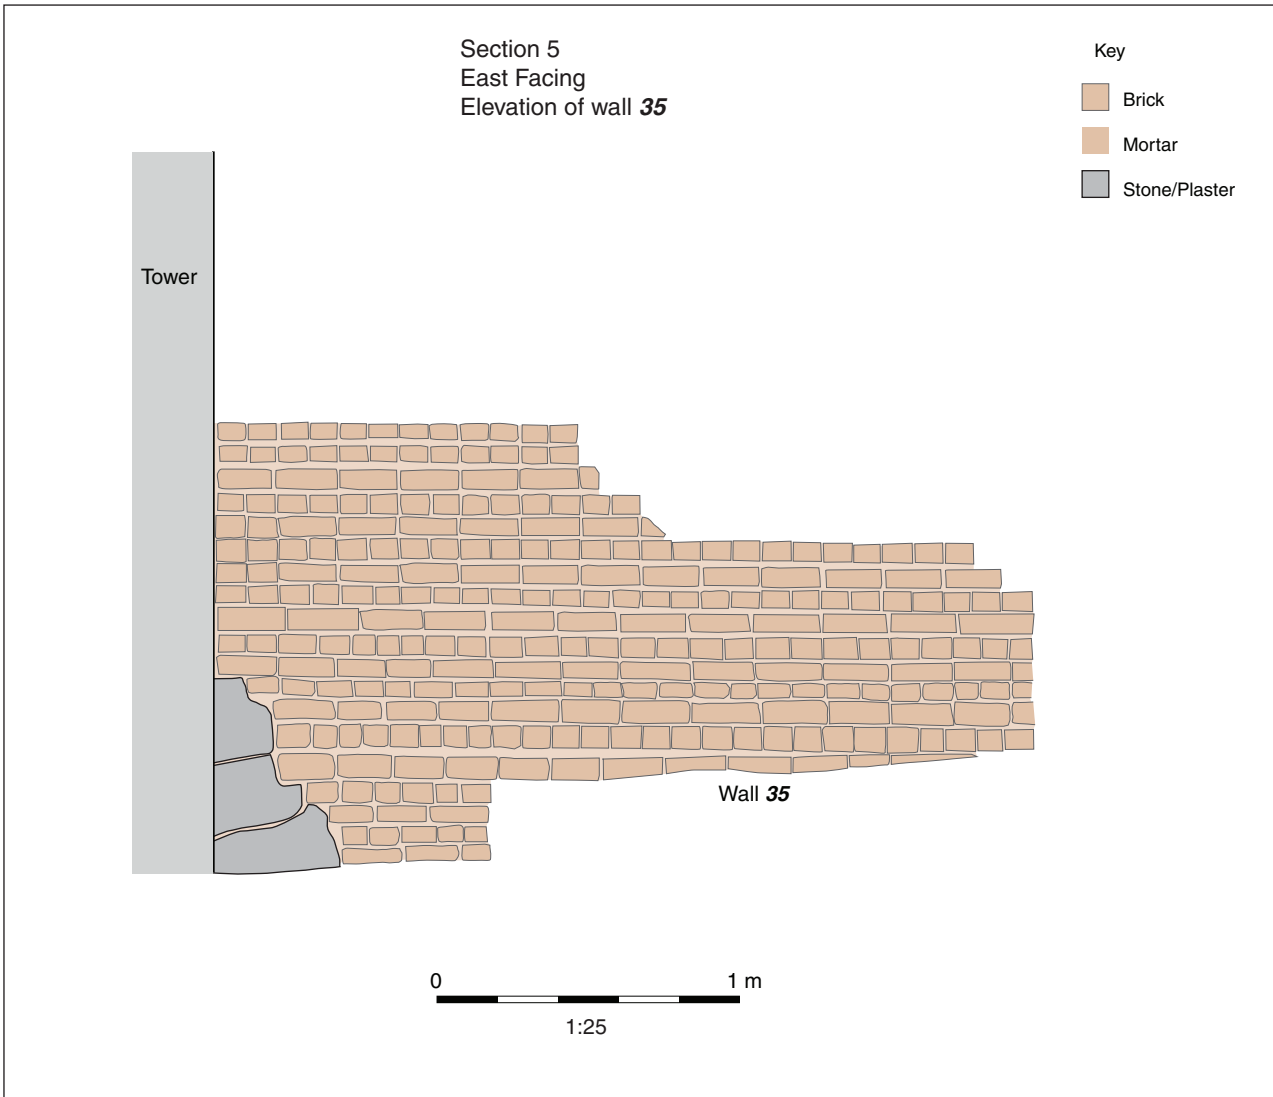 Section 5
East Facing
Elevation of wall 35
Key
Brick
Mortar
Stone/Plaster
Tower
Wall 35
0 1 m
1:25